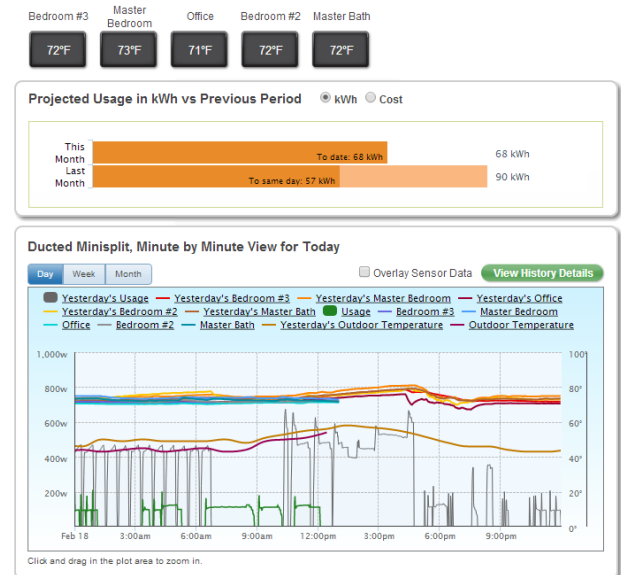 Bedroom #3 Master Bedroom Office Bedroom #2 Master Bath
72°F 73°F 71°F 72°F 72°F
Projected Usage in kWh vs Previous Period kWh Cost
This Month To date: 68 kWh 68 kWh
Last Month To same day: 57 kWh 90 kWh
Ducted Minisplit, Minute by Minute View for Today
Day Week Month Overlay Sensor Data View History Details
Yesterday's Usage Yesterday's Bedroom #3 Yesterday's Master Bedroom Yesterday's Office
Yesterday's Bedroom #2 Yesterday's Master Bath Usage Bedroom #3 Master Bedroom
Office Bedroom #2 Master Bath Yesterday's Outdoor Temperature Outdoor Temperature
1,000w 100°
800w 80°
600w 60°
400w 40°
200w 20°
0°
Feb 18 3:00am 6:00am 9:00am 12:00pm 3:00pm 6:00pm 9:00pm
Click and drag in the plot area to zoom in.